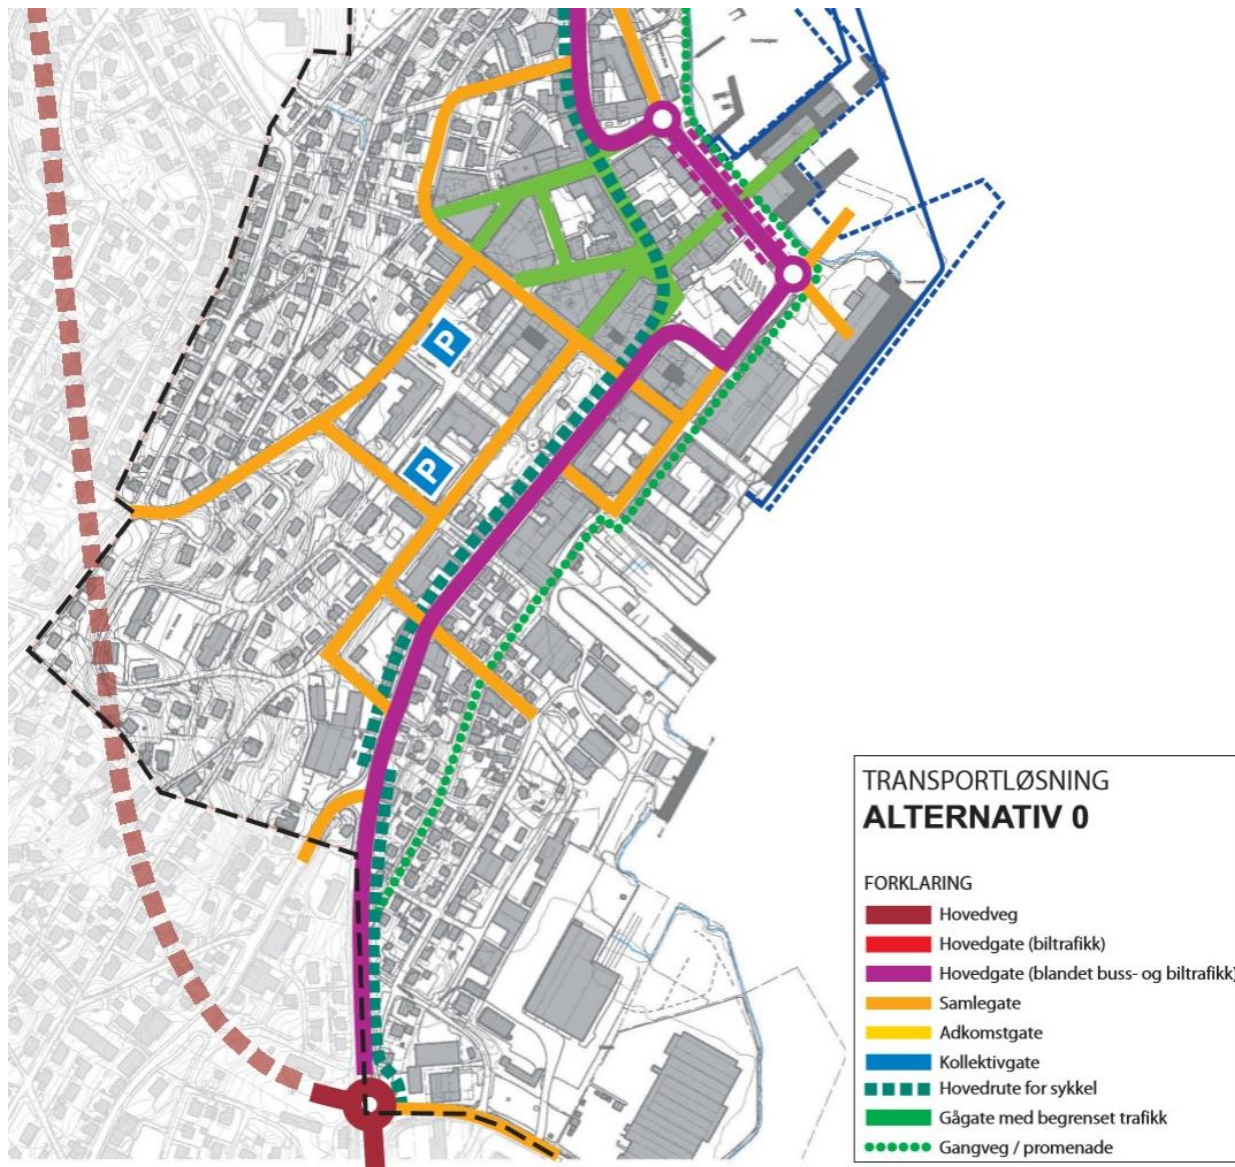 P
P
TRANSPORTLØSNING
ALTERNATIV 0
FORKLARING
Hovedveg
Hovedgate (biltrafikk)
Hovedgate (blandet buss- og biltrafikk)
Samlegate
Adkomstgate
Kollektivgate
Hovedrute for sykkel
Gågate med begrenset trafikk
Gangveg / promenade